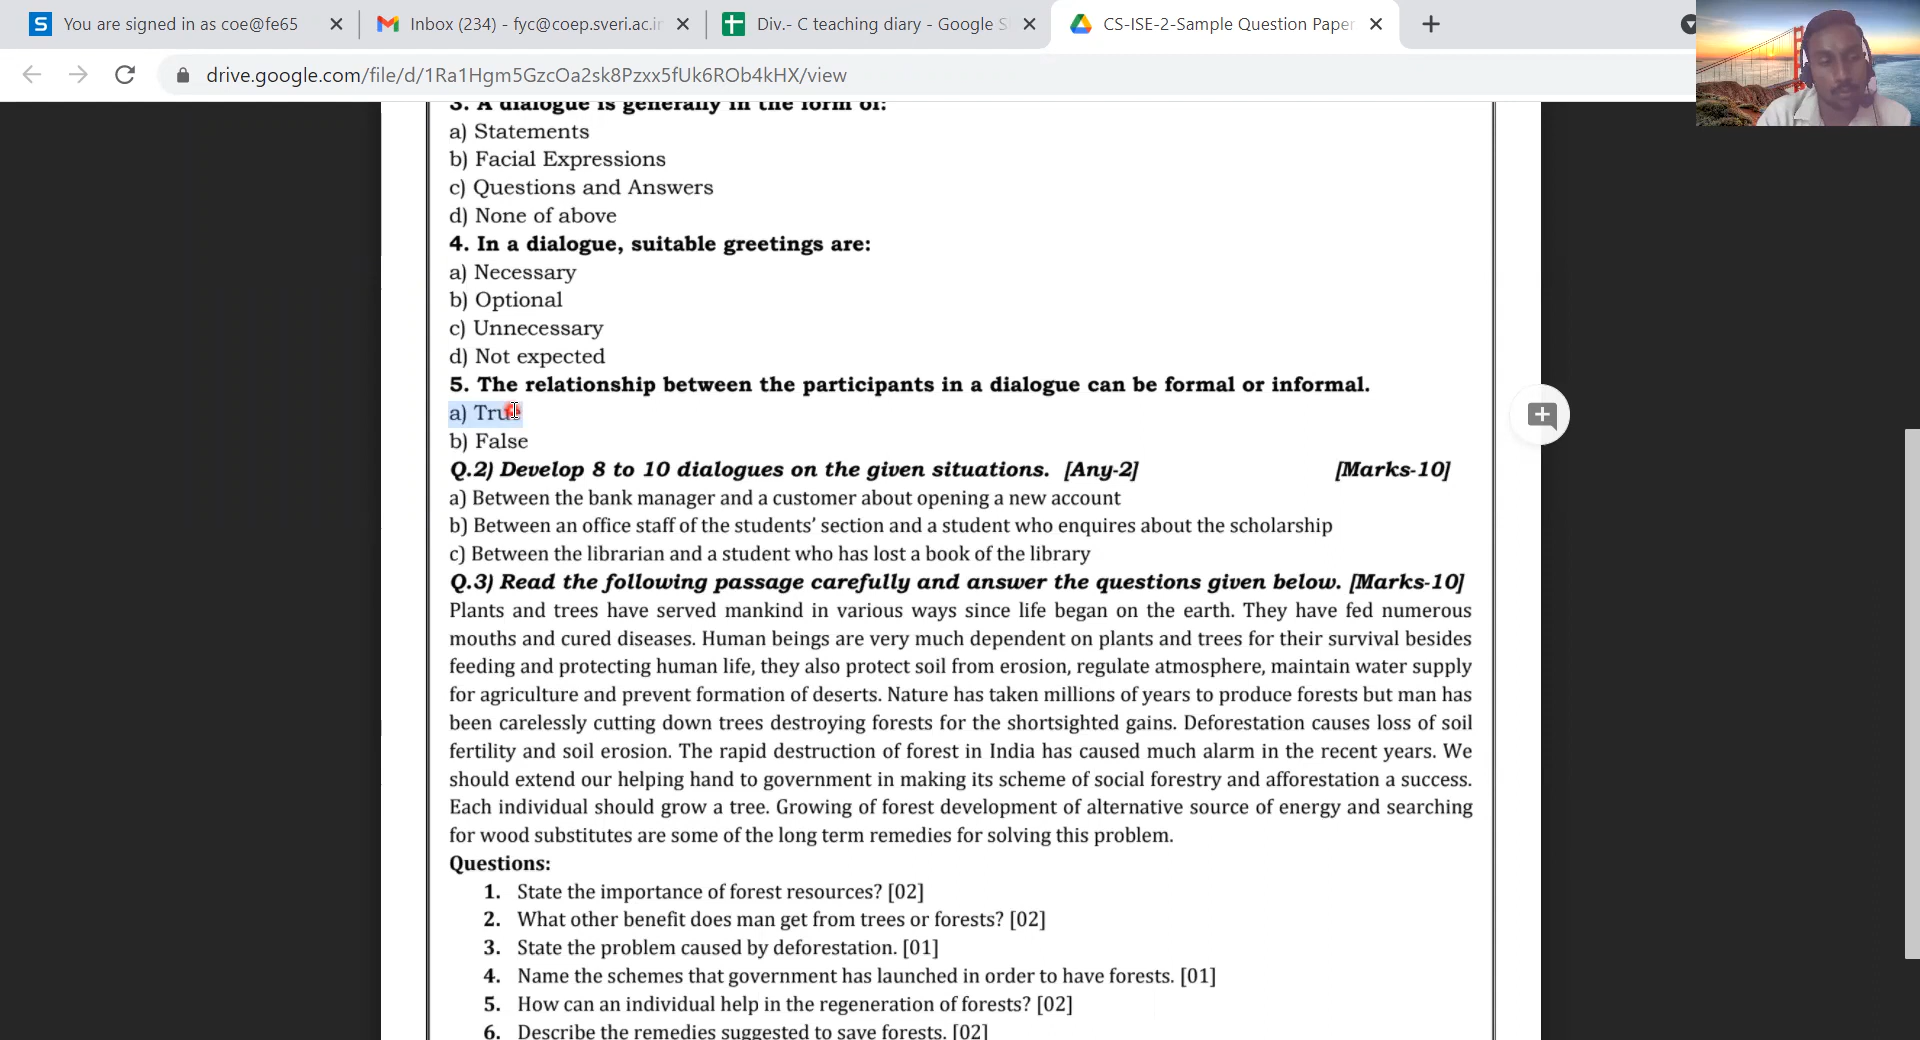 You are signed in as coe@fe65
Inbox (234) - fyc@coep.sveri.ac.i
Div.- C teaching diary - Google S
CS-ISE-2-Sample Question Paper
drive.google.com/file/d/1Ra1Hgm5GzcOa2sk8Pzxx5fUk6ROb4kHX/view
3. A dialogue is generally in the form of:
a) Statements
b) Facial Expressions
c) Questions and Answers
d) None of above
4. In a dialogue, suitable greetings are:
a) Necessary
b) Optional
c) Unnecessary
d) Not expected
5. The relationship between the participants in a dialogue can be formal or informal.
a) True
b) False
Q.2) Develop 8 to 10 dialogues on the given situations. [Any-2] [Marks-10]
a) Between the bank manager and a customer about opening a new account
b) Between an office staff of the students’ section and a student who enquires about the scholarship
c) Between the librarian and a student who has lost a book of the library
Q.3) Read the following passage carefully and answer the questions given below. [Marks-10]
Plants and trees have served mankind in various ways since life began on the earth. They have fed numerous
mouths and cured diseases. Human beings are very much dependent on plants and trees for their survival besides
feeding and protecting human life, they also protect soil from erosion, regulate atmosphere, maintain water supply
for agriculture and prevent formation of deserts. Nature has taken millions of years to produce forests but man has
been carelessly cutting down trees destroying forests for the shortsighted gains. Deforestation causes loss of soil
fertility and soil erosion. The rapid destruction of forest in India has caused much alarm in the recent years. We
should extend our helping hand to government in making its scheme of social forestry and afforestation a success.
Each individual should grow a tree. Growing of forest development of alternative source of energy and searching
for wood substitutes are some of the long term remedies for solving this problem.
Questions:
1. State the importance of forest resources? [02]
2. What other benefit does man get from trees or forests? [02]
3. State the problem caused by deforestation. [01]
4. Name the schemes that government has launched in order to have forests. [01]
5. How can an individual help in the regeneration of forests? [02]
6. Describe the remedies suggested to save forests. [02]